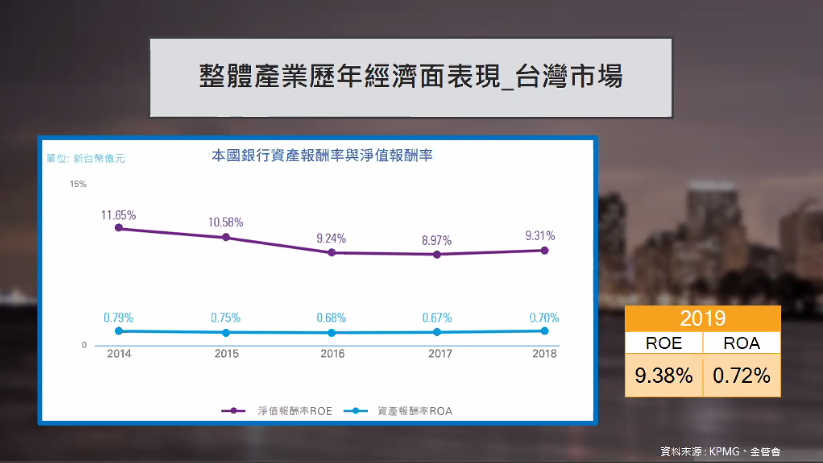 整體產業歷年經濟面表現_台灣市場
單位: 新台幣億元
本國銀行資產報酬率與淨值報酬率
15%
11.65%
10.58%
9.24%
8.97%
9.31%
0.79%
0.75%
0.68%
0.67%
0.70%
0
2014
2015
2016
2017
2018
淨值報酬率ROE
資產報酬率ROA
2019
ROE
ROA
9.38%
0.72%
資料來源 : KPMG、金管會